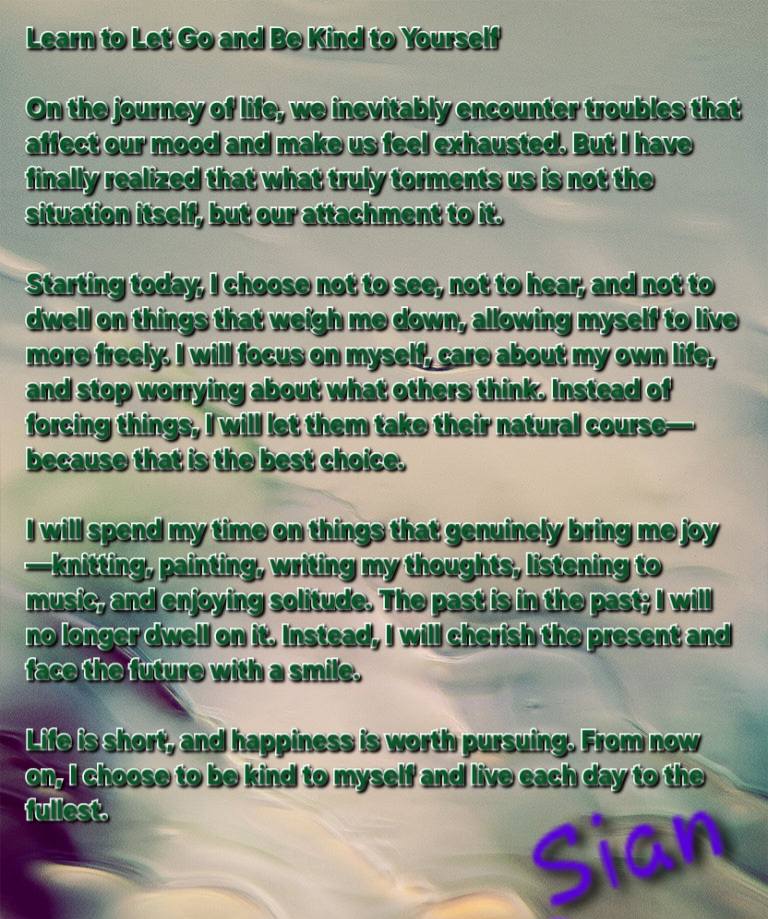 Learn to Let Go and Be Kind to Yourself
On the journey of life, we inevitably encounter troubles that
affect our mood and make us feel exhausted. But I have
finally realized that what truly torments us is not the
situation itself, but our attachment to it.
Starting today, I choose not to see, not to hear, and not to
dwell on things that weigh me down, allowing myself to live
more freely. I will focus on myself, care about my own life,
and stop worrying about what others think. Instead of
forcing things, I will let them take their natural course—
because that is the best choice.
I will spend my time on things that genuinely bring me joy
—knitting, painting, writing my thoughts, listening to
music, and enjoying solitude. The past is in the past; I will
no longer dwell on it. Instead, I will cherish the present and
face the future with a smile.
Life is short, and happiness is worth pursuing. From now
on, I choose to be kind to myself and live each day to the
fullest.
Sian